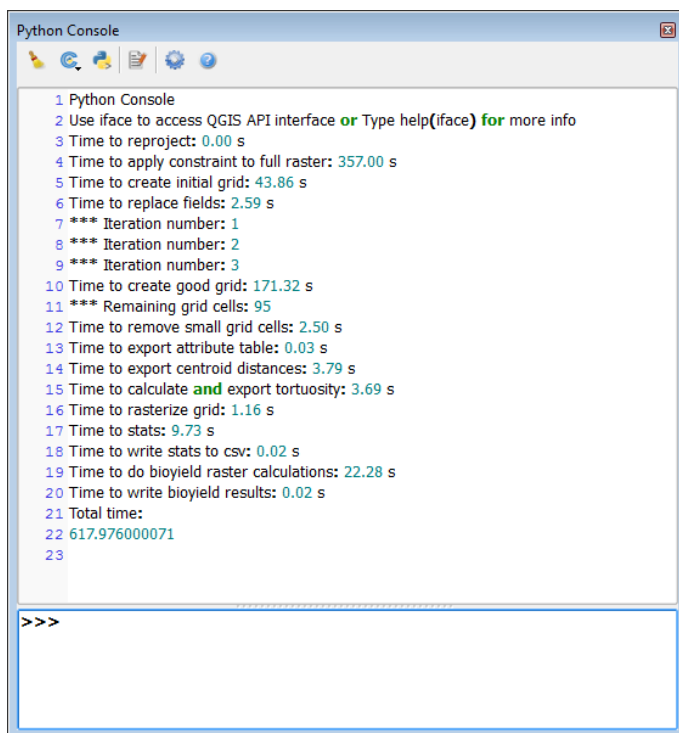 Python Console
1 Python Console
2 Use iface to access QGIS API interface or Type help(iface) for more info
3 Time to reproject: 0.00 s
4 Time to apply constraint to full raster: 357.00 s
5 Time to create initial grid: 43.86 s
6 Time to replace fields: 2.59 s
7 *** Iteration number: 1
8 *** Iteration number: 2
9 *** Iteration number: 3
10 Time to create good grid: 171.32 s
11 *** Remaining grid cells: 95
12 Time to remove small grid cells: 2.50 s
13 Time to export attribute table: 0.03 s
14 Time to export centroid distances: 3.79 s
15 Time to calculate and export tortuosity: 3.69 s
16 Time to rasterize grid: 1.16 s
17 Time to stats: 9.73 s
18 Time to write stats to csv: 0.02 s
19 Time to do bioyield raster calculations: 22.28 s
20 Time to write bioyield results: 0.02 s
21 Total time:
22 617.976000071
23
>>>